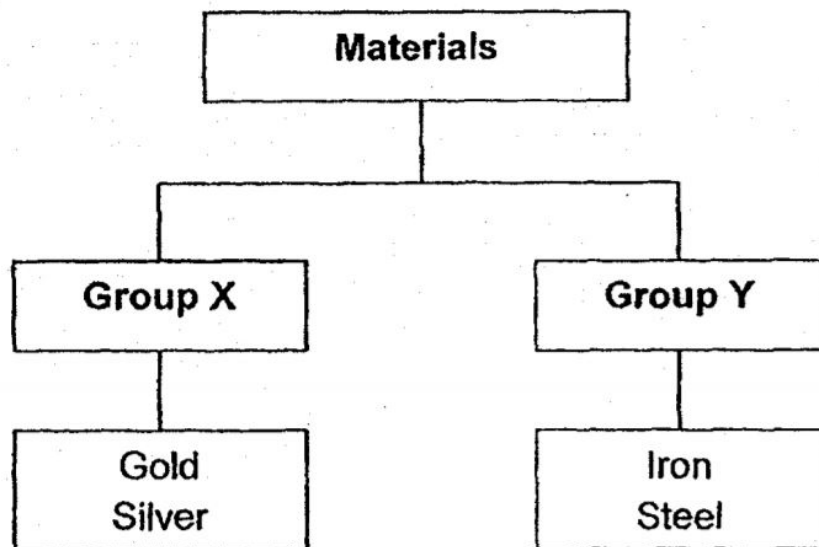 Materials
Group X
Group Y
Gold
Silver
Iron
Steel